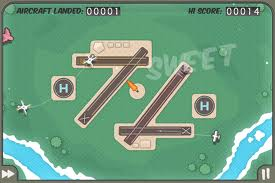 AIRCRAFT LANDED: 00001
HI SCORE: 00014
SWEET
H
H